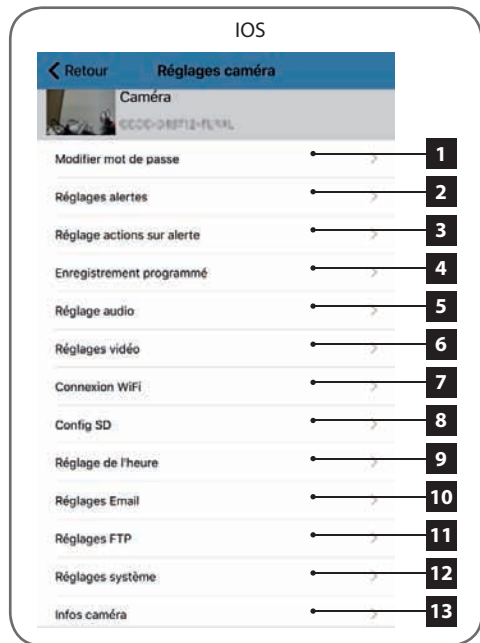 IOS
Retour Réglages caméra
Caméra
Modifier mot de passe 1
Réglages alertes 2
Réglage actions sur alerte 3
Enregistrement programmé 4
Réglage audio 5
Réglages vidéo 6
Connexion WiFi 7
Config SD 8
Réglage de l'heure 9
Réglages Email 10
Réglages FTP 11
Réglages système 12
Infos caméra 13